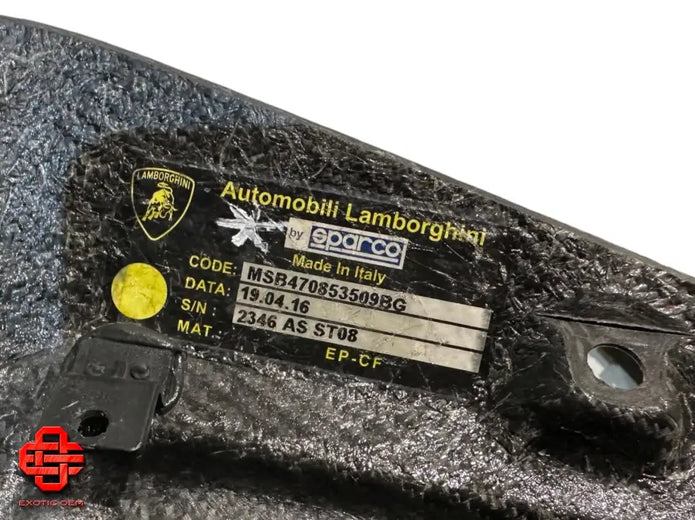 LAMBORGHINI
Automobili Lamborghini
by sparco
Made In Italy
CODE: MSB470853509BG
DATA: 19.04.16
S/N : 2346 AS ST08
MAT. EP-CF
EXOTIC OEM